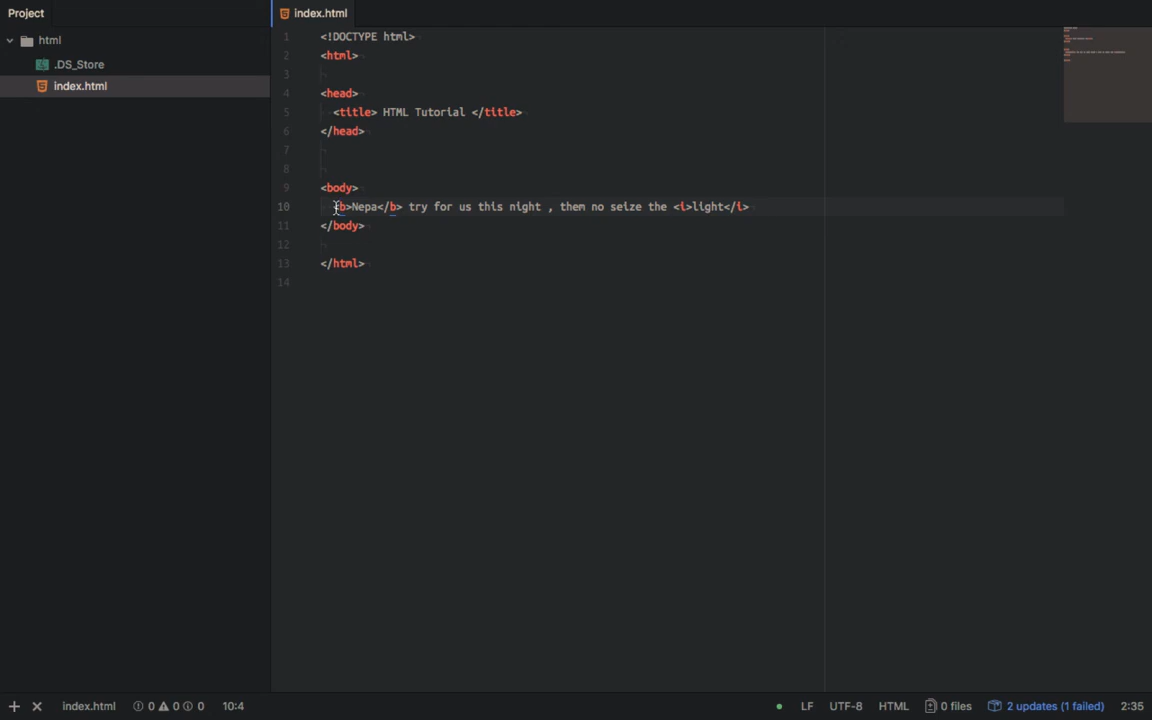 Project
index.html
html
.DS_Store
index.html
1 <!DOCTYPE html>
2 <html>
3
4 <head>
5 <title> HTML Tutorial </title>
6 </head>
7
8
9 <body>
10 <b>Nepa</b> try for us this night , them no seize the <i>light</i>
11 </body>
12
13 </html>
14
index.html 0 0 0 10:4 LF UTF-8 HTML 0 files 2 updates (1 failed) 2:35